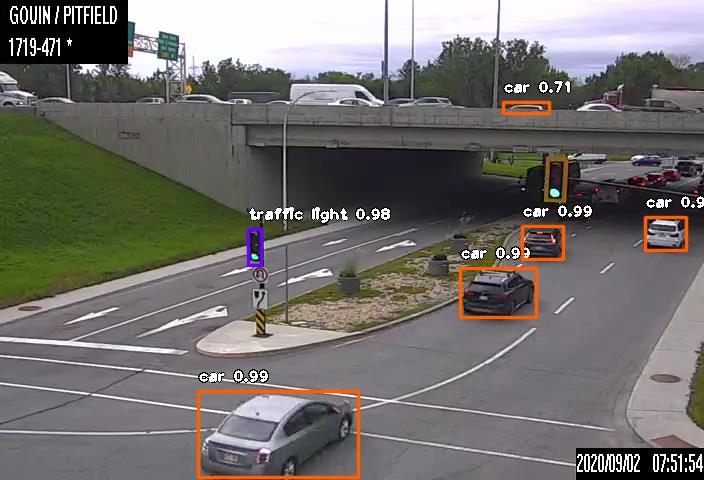 GOUIN / PITFIELD
1719-471 *
car 0.71
car 0.9
traffic light 0.98
car 0.99
car 0.99
car 0.99
2020/09/02 07:51:54